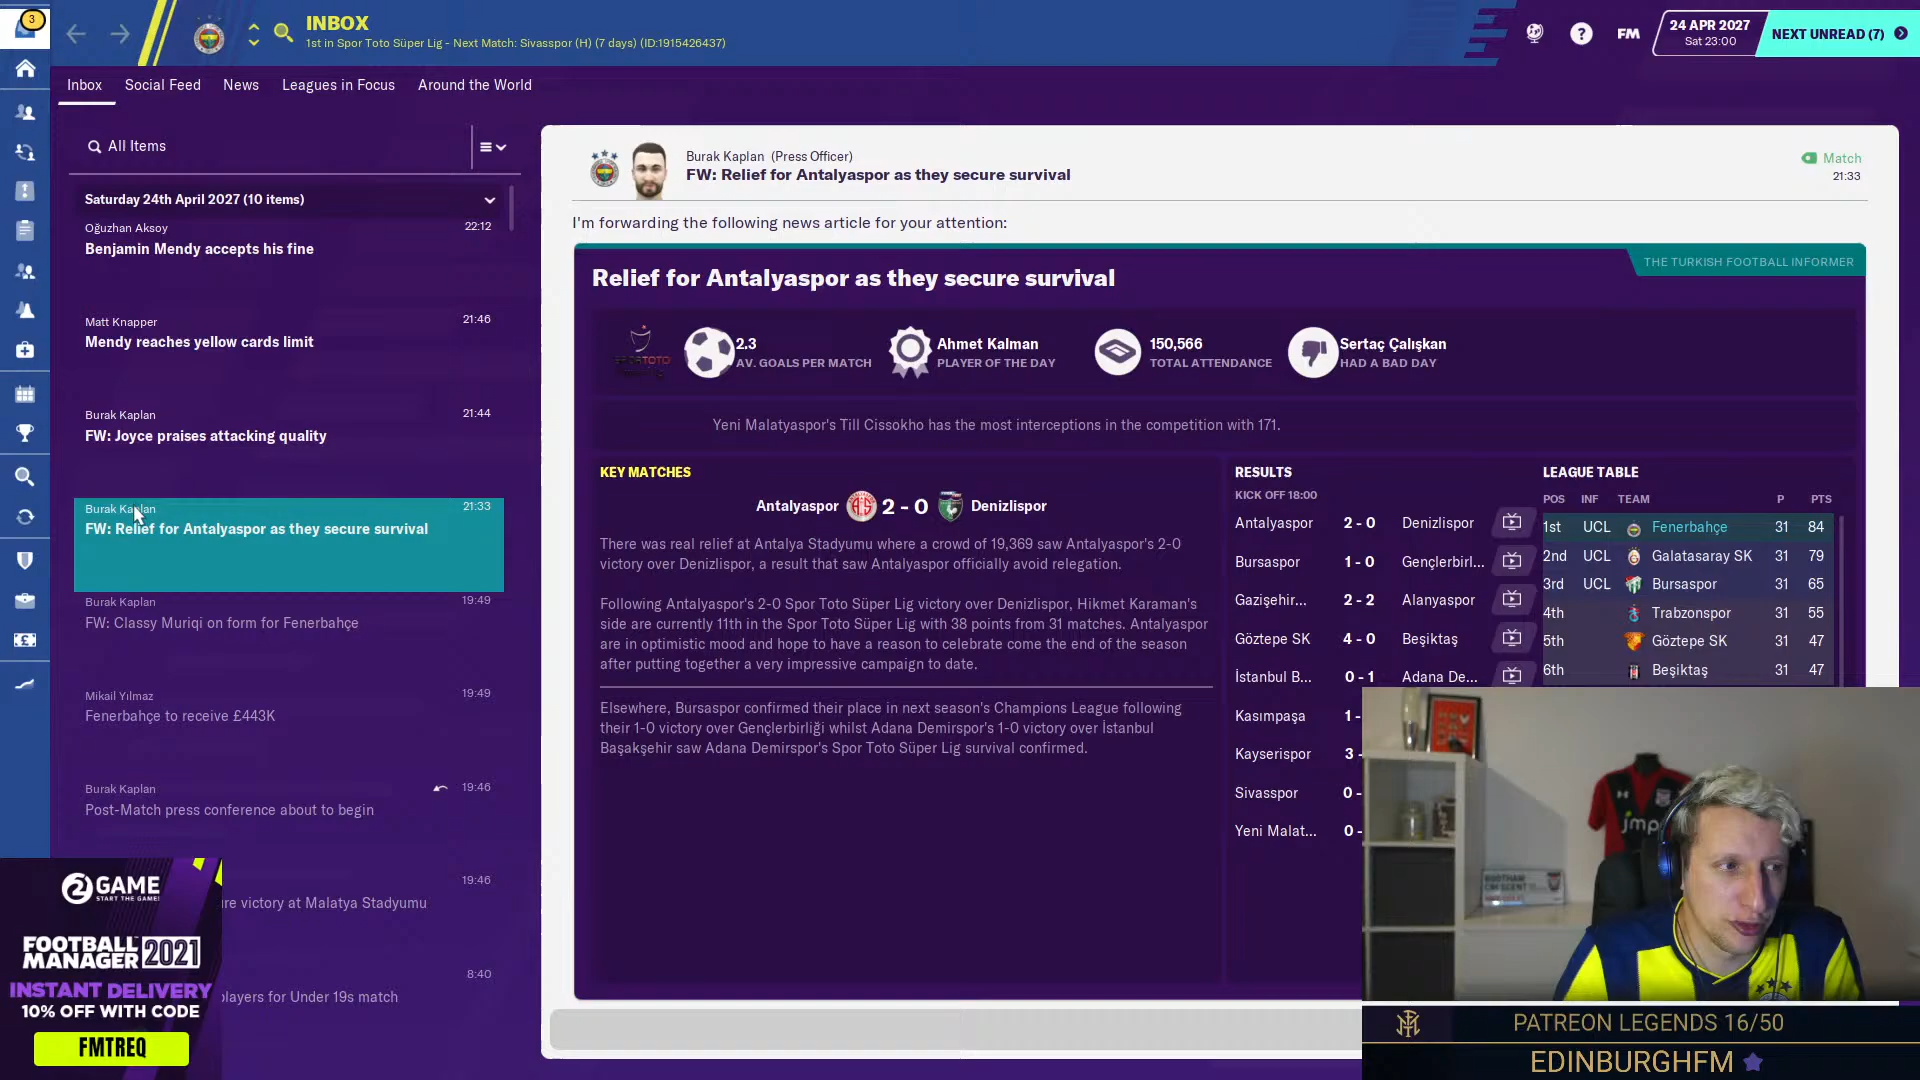 3
INBOX
1st in Spor Toto Süper Lig - Next Match: Sivasspor (H) (7 days) (ID:1915426437)
?
FM
24 APR 2027
Sat 23:00
NEXT UNREAD (7)
Inbox
Social Feed
News
Leagues in Focus
Around the World
All Items
Saturday 24th April 2027 (10 items)
Oğuzhan Aksoy 22:12
Benjamin Mendy accepts his fine
Matt Knapper 21:46
Mendy reaches yellow cards limit
Burak Kaplan 21:44
FW: Joyce praises attacking quality
Burak Kaplan 21:33
FW: Relief for Antalyaspor as they secure survival
Burak Kaplan 19:49
FW: Classy Muriqi on form for Fenerbahçe
Mikail Yılmaz 19:49
Fenerbahçe to receive £443K
Burak Kaplan 19:46
Post-Match press conference about to begin
19:46
re victory at Malatya Stadyumu
8:40
players for Under 19s match
2GAME
START THE GAME!
FOOTBALL MANAGER 2021
INSTANT DELIVERY
10% OFF WITH CODE
FMTREQ
Burak Kaplan (Press Officer)
FW: Relief for Antalyaspor as they secure survival
Match
21:33
I'm forwarding the following news article for your attention:
THE TURKISH FOOTBALL INFORMER
Relief for Antalyaspor as they secure survival
2.3
AV. GOALS PER MATCH
Ahmet Kalman
PLAYER OF THE DAY
150,566
TOTAL ATTENDANCE
Sertaç Çalışkan
HAD A BAD DAY
Yeni Malatyaspor's Till Cissokho has the most interceptions in the competition with 171.
KEY MATCHES
Antalyaspor 2 - 0 Denizlispor
There was real relief at Antalya Stadyumu where a crowd of 19,369 saw Antalyaspor's 2-0
victory over Denizlispor, a result that saw Antalyaspor officially avoid relegation.
Following Antalyaspor's 2-0 Spor Toto Süper Lig victory over Denizlispor, Hikmet Karaman's
side are currently 11th in the Spor Toto Süper Lig with 38 points from 31 matches. Antalyaspor
are in optimistic mood and hope to have a reason to celebrate come the end of the season
after putting together a very impressive campaign to date.
Elsewhere, Bursaspor confirmed their place in next season's Champions League following
their 1-0 victory over Gençlerbirliği whilst Adana Demirspor's 1-0 victory over İstanbul
Başakşehir saw Adana Demirspor's Spor Toto Süper Lig survival confirmed.
RESULTS
KICK OFF 18:00
Antalyaspor 2 - 0 Denizlispor
Bursaspor 1 - 0 Gençlerbirl...
Gazişehir... 2 - 2 Alanyaspor
Göztepe SK 4 - 0 Beşiktaş
İstanbul B... 0 - 1 Adana De...
Kasımpaşa 1 -
Kayserispor 3 -
Sivasspor 0 -
Yeni Malat... 0 -
LEAGUE TABLE
POS INF TEAM P PTS
1st UCL Fenerbahçe 31 84
2nd UCL Galatasaray SK 31 79
3rd UCL Bursaspor 31 65
4th Trabzonspor 31 55
5th Göztepe SK 31 47
6th Beşiktaş 31 47
jmp
BOOTHAM CRESCENT
PATREON LEGENDS 16/50
EDINBURGHFM